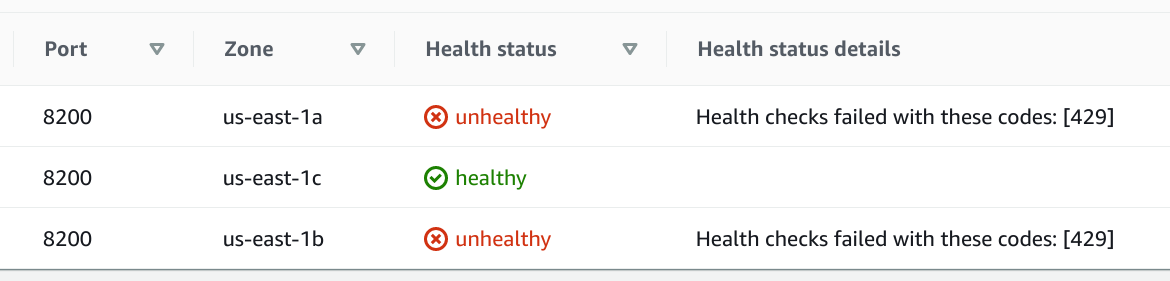 Port Zone Health status Health status details
8200 us-east-1a unhealthy Health checks failed with these codes: [429]
8200 us-east-1c healthy
8200 us-east-1b unhealthy Health checks failed with these codes: [429]